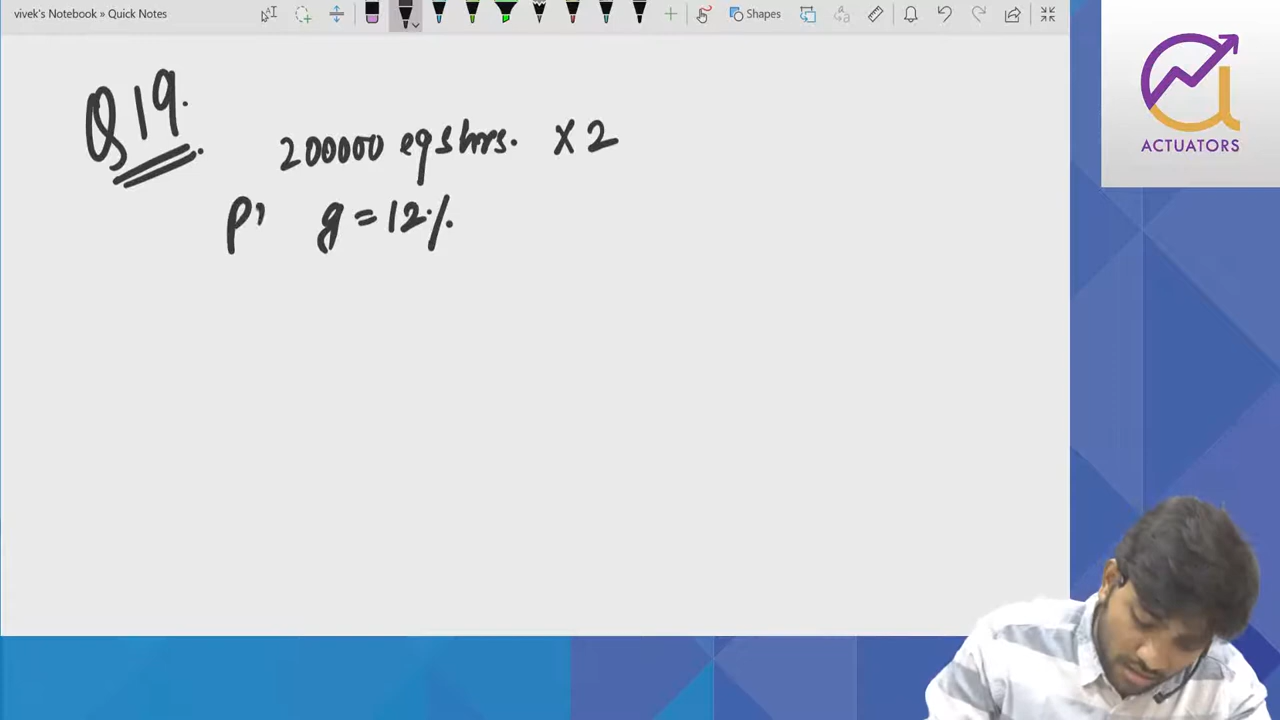 vivek's Notebook » Quick Notes
Shapes
ACTUATORS
Q19.
200000 eq shrs. x 2
P, g = 12%